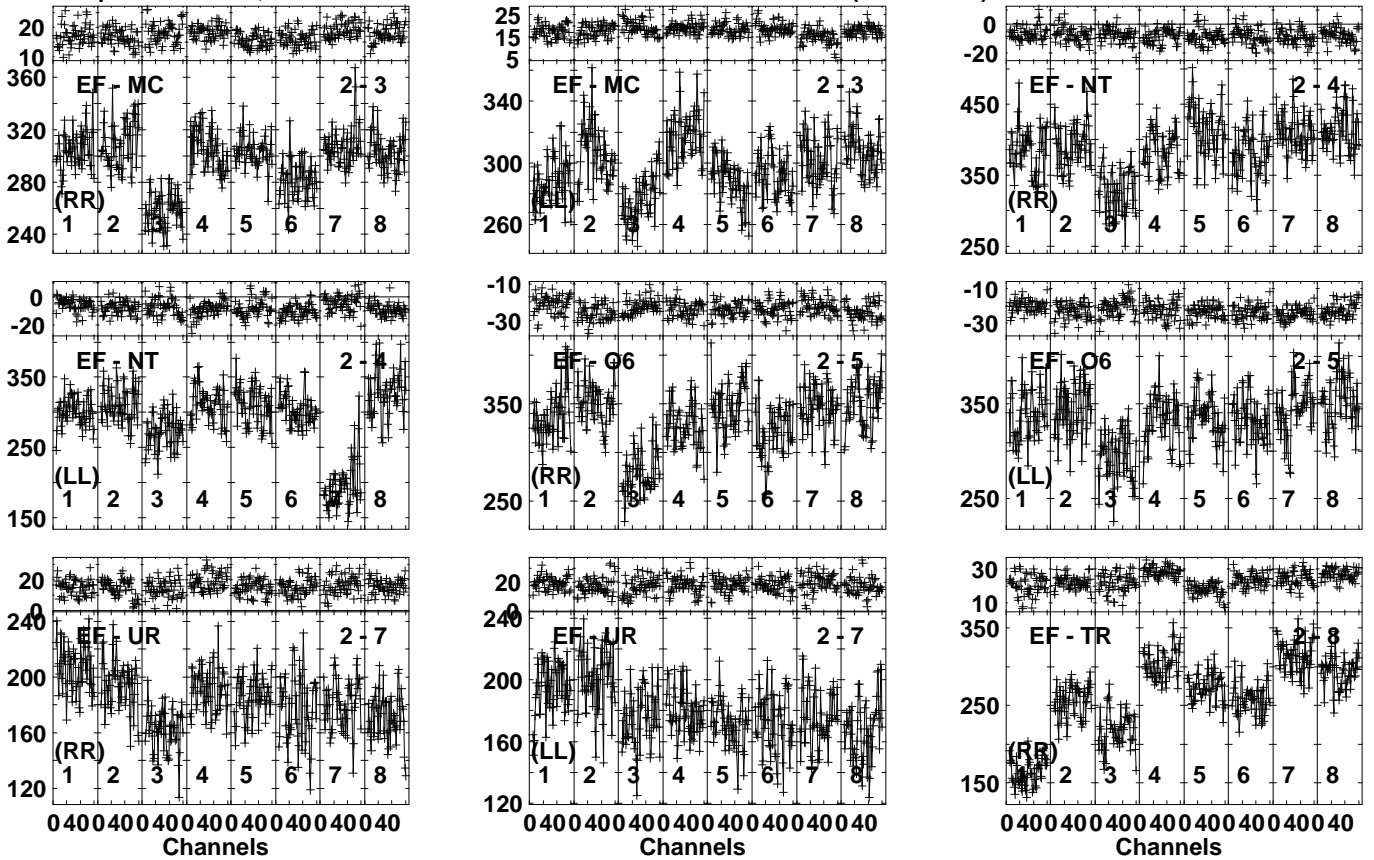 20 25 0
10 15 -20
5
360 EF - MC 2 - 3 340 EF - MC 2 - 3 450 EF - NT 2 - 4
320 300 350
280 260 250
240
(RR) (LL) (RR)
1 2 3 4 5 6 7 8 1 2 3 4 5 6 7 8 1 2 3 4 5 6 7 8
0 -10 -10
-20 -30 -30
EF - NT 2 - 4 EF - O6 2 - 5 EF - O6 2 - 5
350 350 350
250 250 250
150
(LL) (RR) (LL)
1 2 3 4 5 6 7 8 1 2 3 4 5 6 7 8 1 2 3 4 5 6 7 8
20 20 30
0 0 10
240 EF - UR 2 - 7 240 EF - UR 2 - 7 350 EF - TR 2 - 8
200 200 250
160 160 150
120 120
(RR) (LL) (RR)
1 2 3 4 5 6 7 8 1 2 3 4 5 6 7 8 1 2 3 4 5 6 7 8
0 40 0 40 0 40 0 40 0 40 0 40 0 40 0 40 0 40 0 40 0 40 0 40 0 40 0 40 0 40 0 40 0 40 0 40 0 40 0 40 0 40 0 40 0 40 0 40
Channels Channels Channels